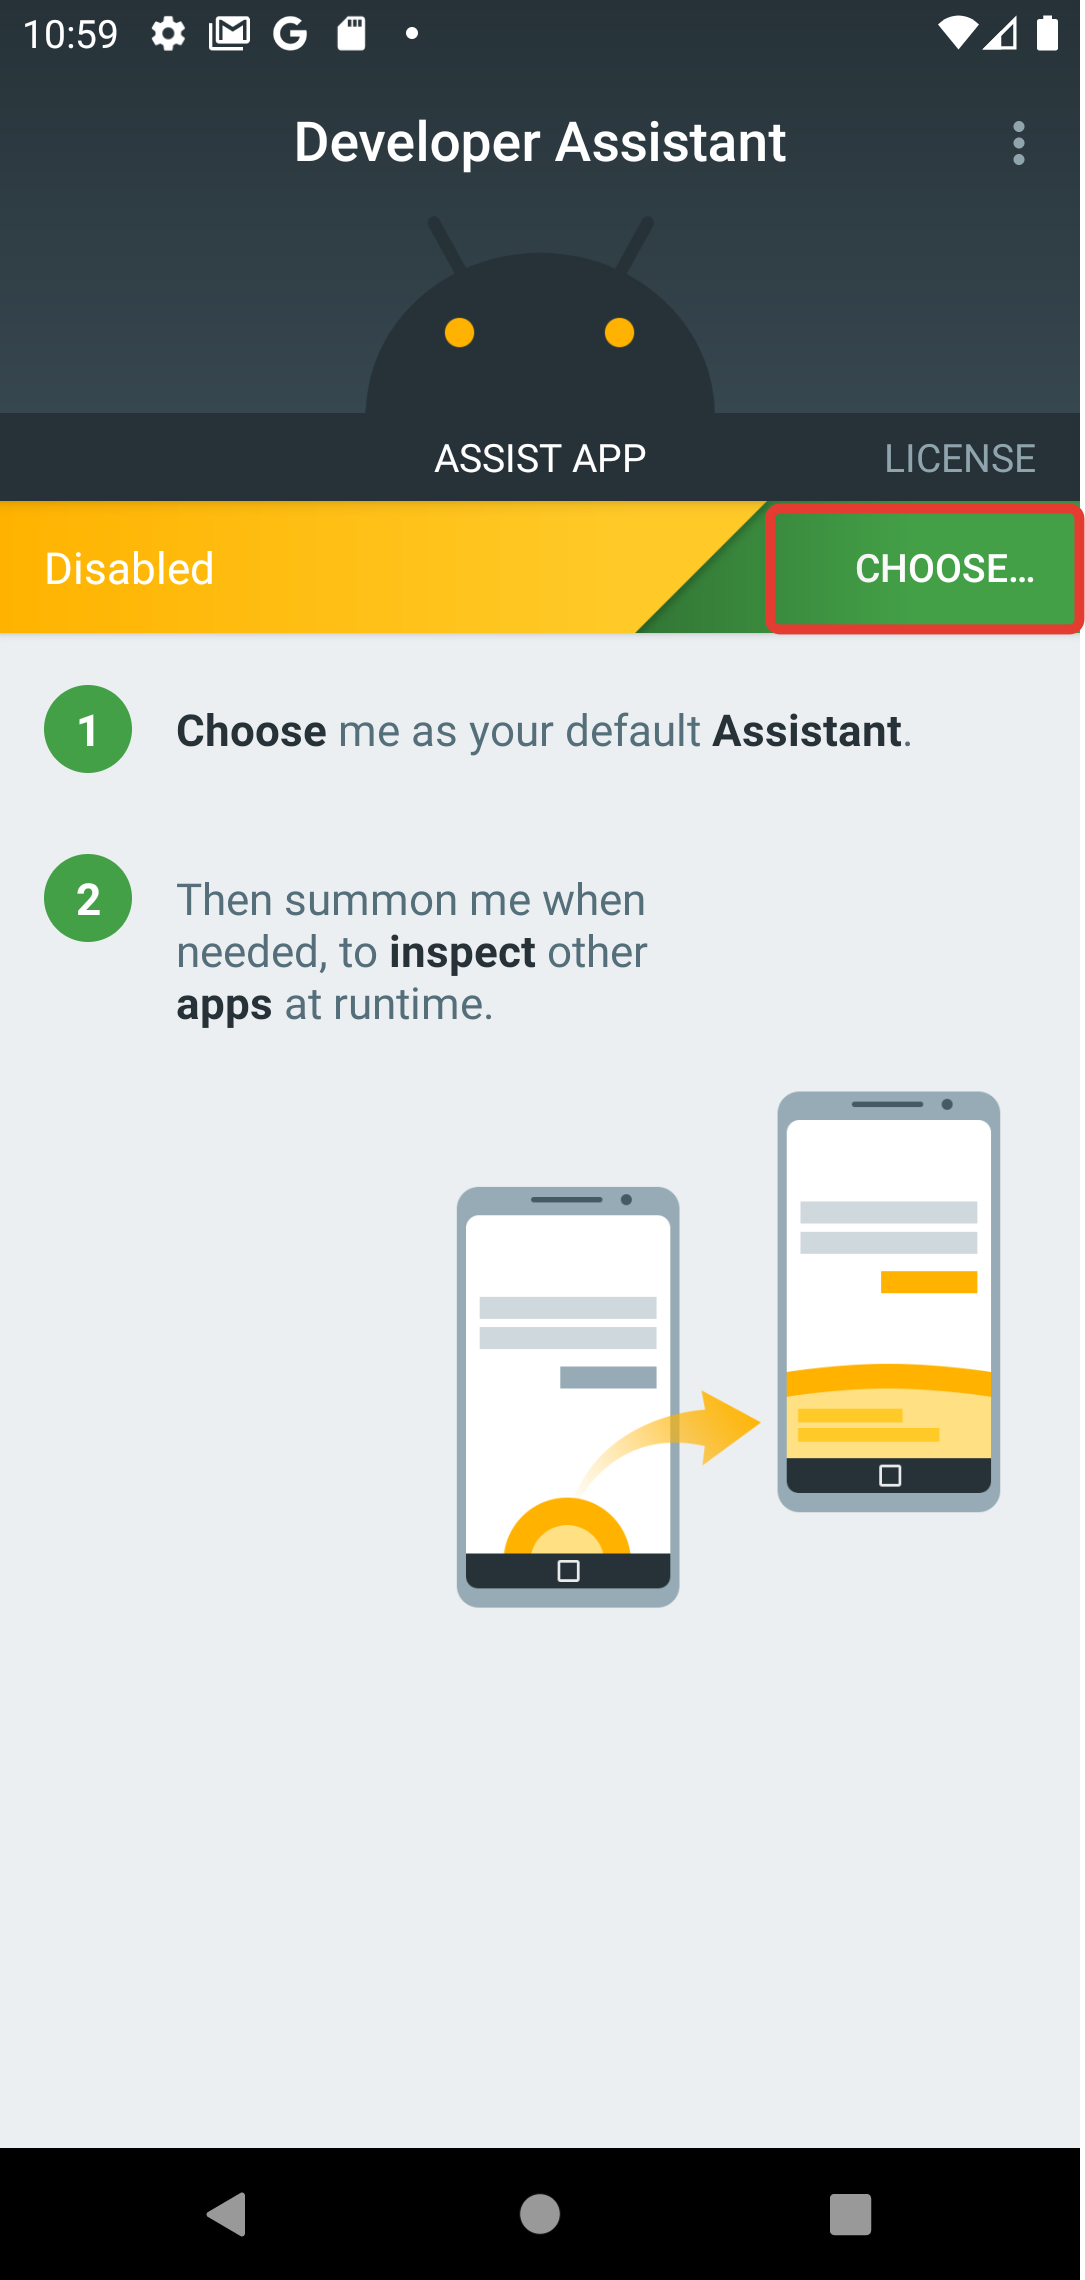 10:59
Developer Assistant
ASSIST APP
LICENSE
Disabled
CHOOSE...
1
Choose me as your default Assistant.
2
Then summon me when
needed, to inspect other
apps at runtime.